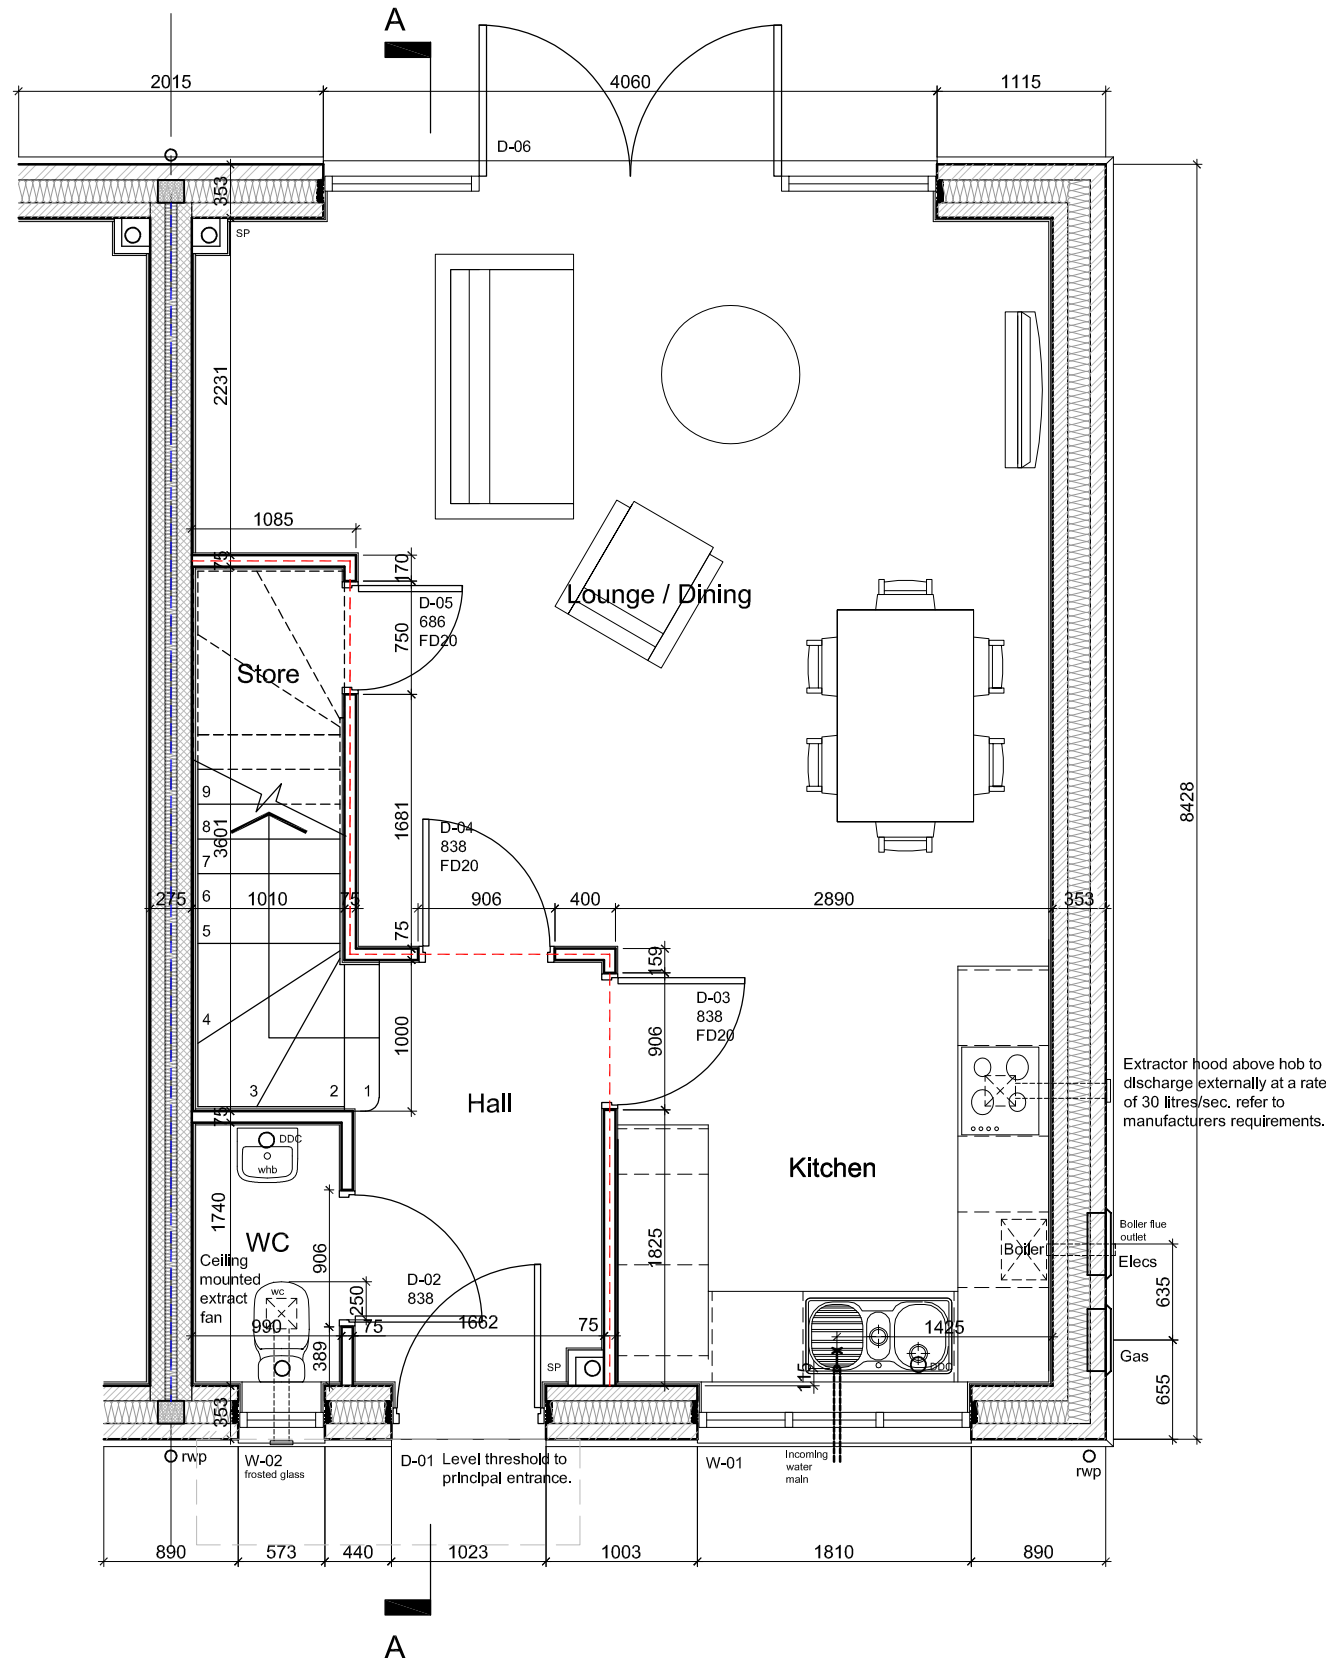 A
2015
4060
1115
D-06
353
SP
2231
1085
75
170
D-05
686
FD20
750
Lounge / Dining
Store
8428
9
8
7
6
5
4
3
2
1
3601
1681
D-04
838
FD20
275
1010
75
906
400
2890
353
75
159
D-03
838
FD20
906
1000
Hall
Extractor hood above hob to
discharge externally at a rate
of 30 litres/sec. refer to
manufacturers requirements.
75
DDC
whb
Kitchen
1740
WC
906
Ceiling
mounted
extract
fan
wc
250
D-02
838
1825
Boiler
Boiler flue
outlet
Elecs
635
990
75
1662
75
1425
389
SP
115
DDC
Gas
655
353
rwp
W-02
frosted glass
D-01
Level threshold to
principal entrance.
W-01
Incoming
water
main
rwp
890
573
440
1023
1003
1810
890
A